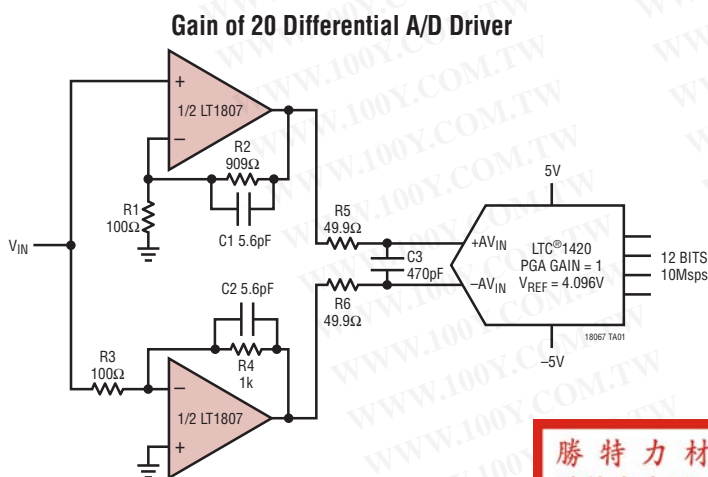 Gain of 20 Differential A/D Driver
+
1/2 LT1807
–
R2
909Ω
C1 5.6pF
R1
100Ω
VIN
R5
49.9Ω
C3
470pF
R6
49.9Ω
5V
+AVIN
–AVIN
LTC®1420
PGA GAIN = 1
VREF = 4.096V
12 BITS
10Msps
18067 TA01
–5V
C2 5.6pF
R4
1k
R3
100Ω
–
1/2 LT1807
+
WWW.100Y.COM.TW
勝特力材